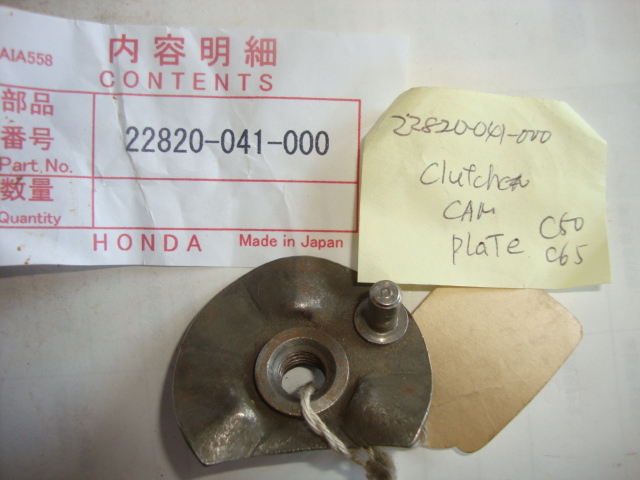 AIA558
内容明細
CONTENTS
部品
番号
Part.No.
22820-041-000
数量
Quantity
HONDA Made in Japan
22820-041-000
Clutch
CAM
PLATE
C50
C65